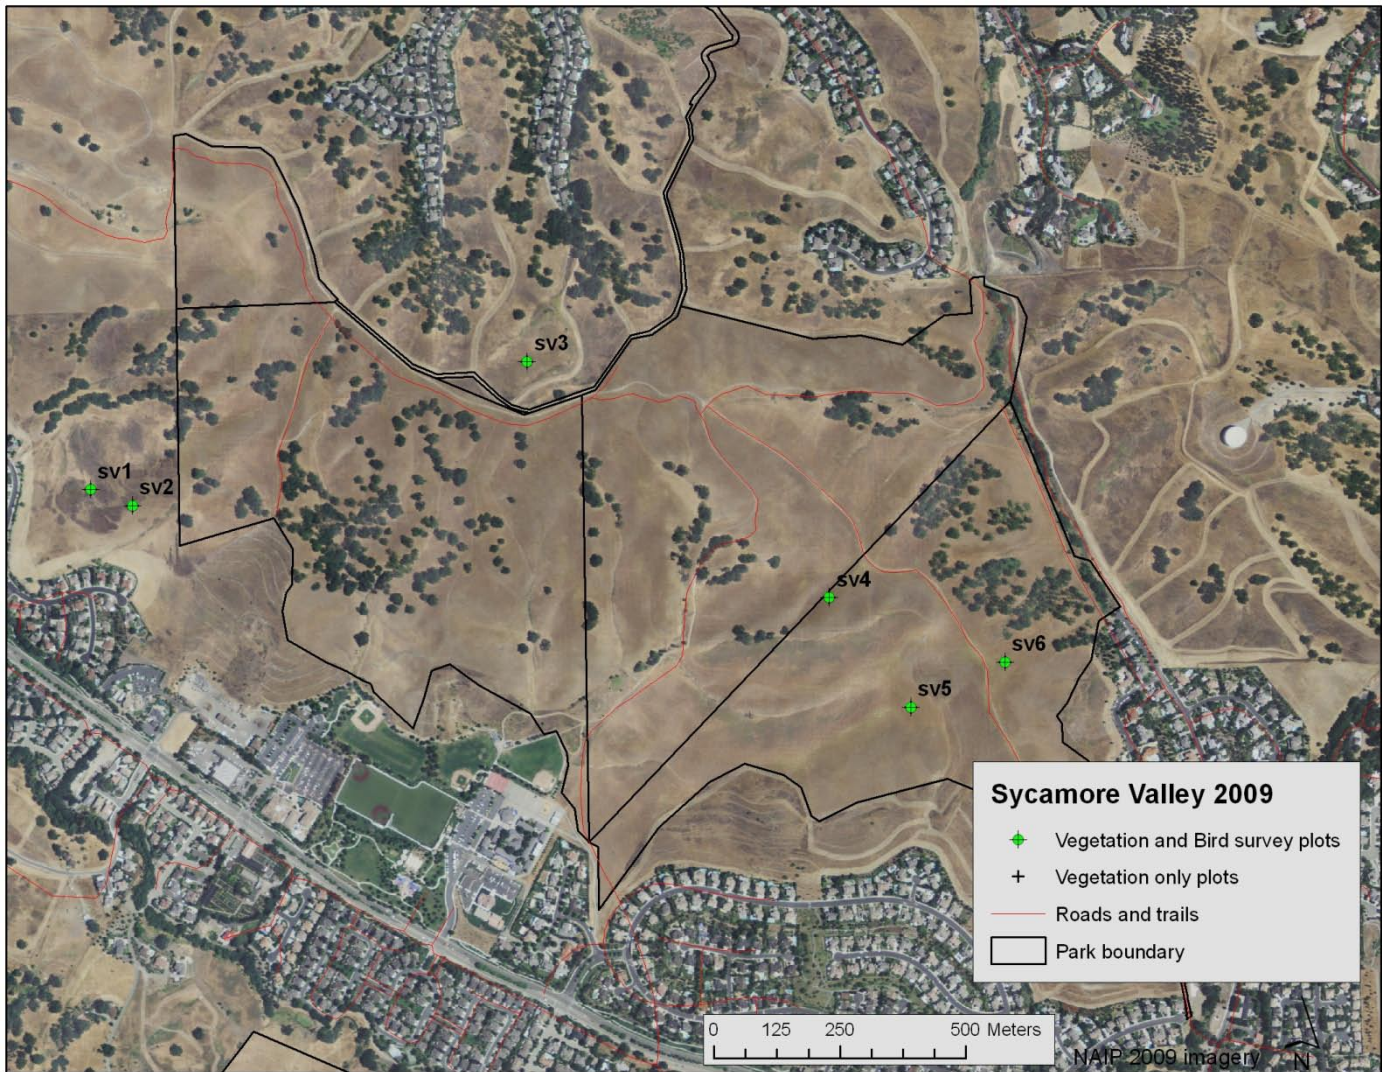 sv3
sv1
sv2
sv4
sv6
sv5
Sycamore Valley 2009
Vegetation and Bird survey plots
Vegetation only plots
Roads and trails
Park boundary
0 125 250 500 Meters
NAIP 2009 imagery
N